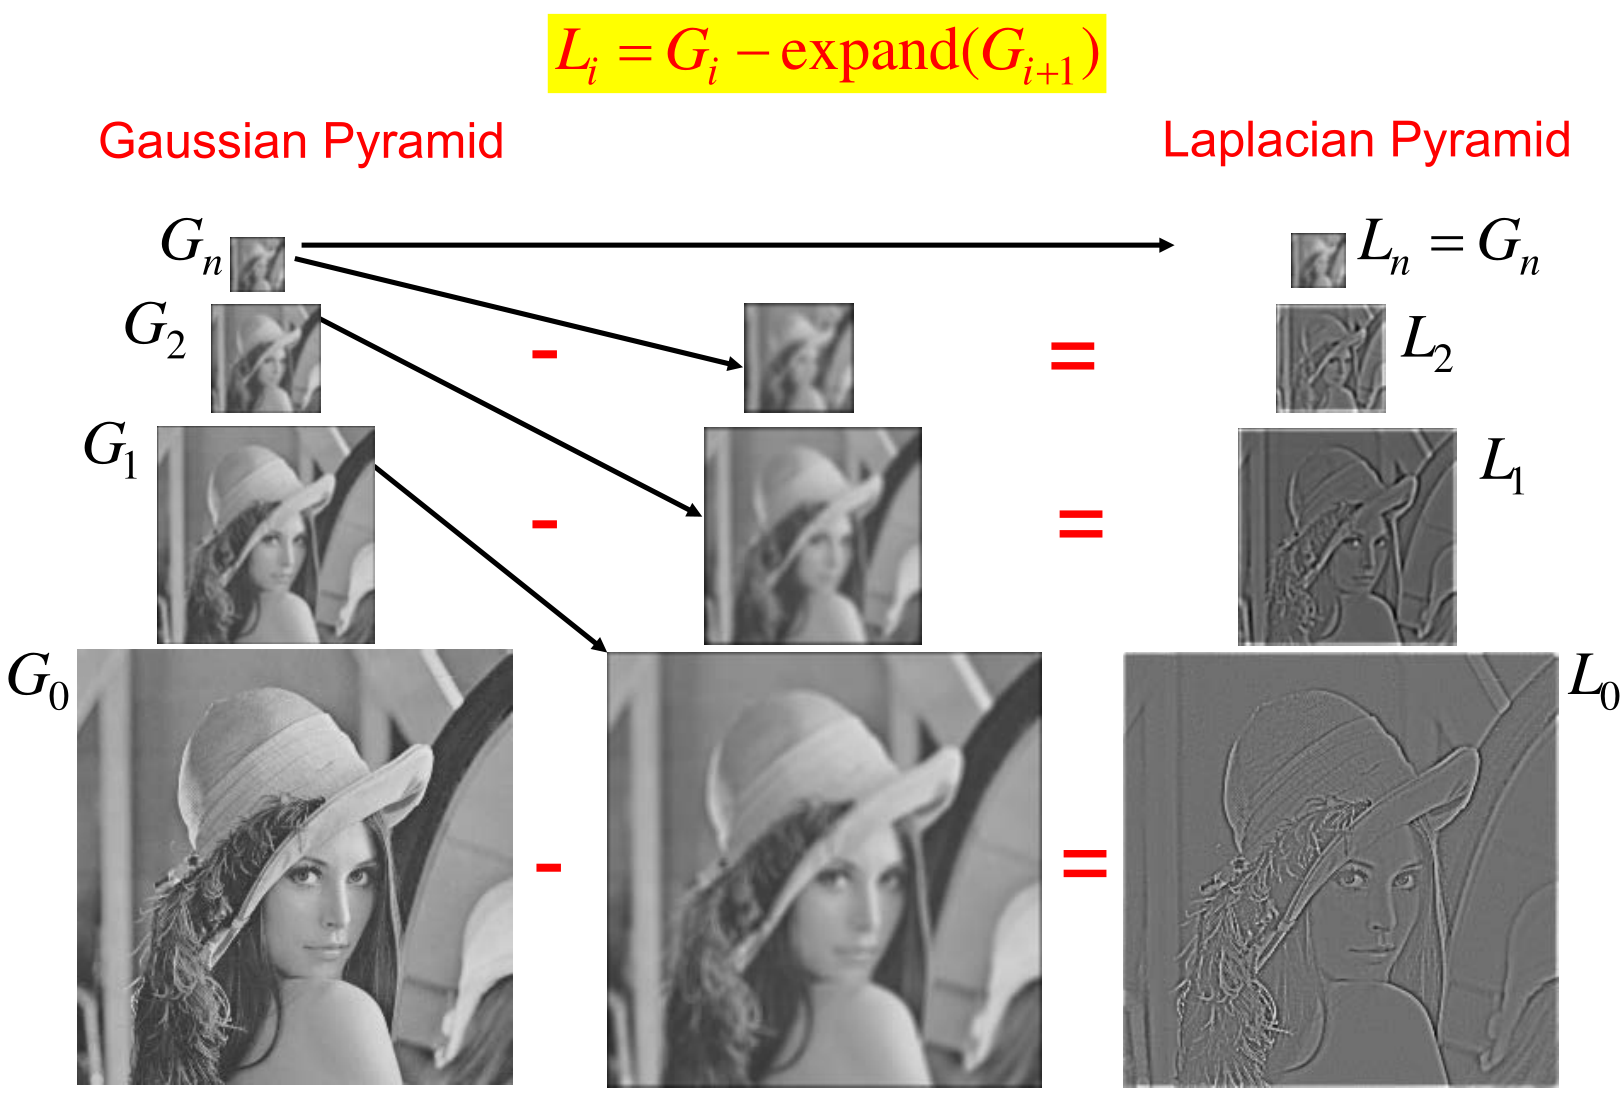 L_i = G_i − expand(G_{i+1})
Gaussian Pyramid
Laplacian Pyramid
G_n
L_n = G_n
G_2
-
=
L_2
G_1
-
=
L_1
G_0
-
=
L_0